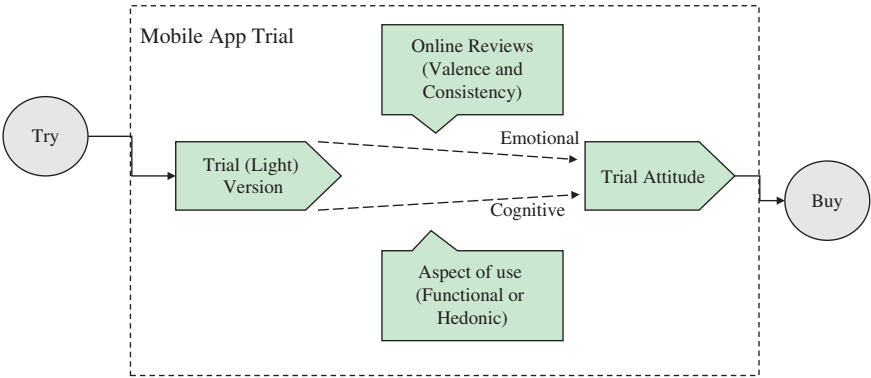 Mobile App Trial
Online Reviews
(Valence and
Consistency)
Try
Trial (Light)
Version
Emotional
Cognitive
Trial Attitude
Buy
Aspect of use
(Functional or
Hedonic)